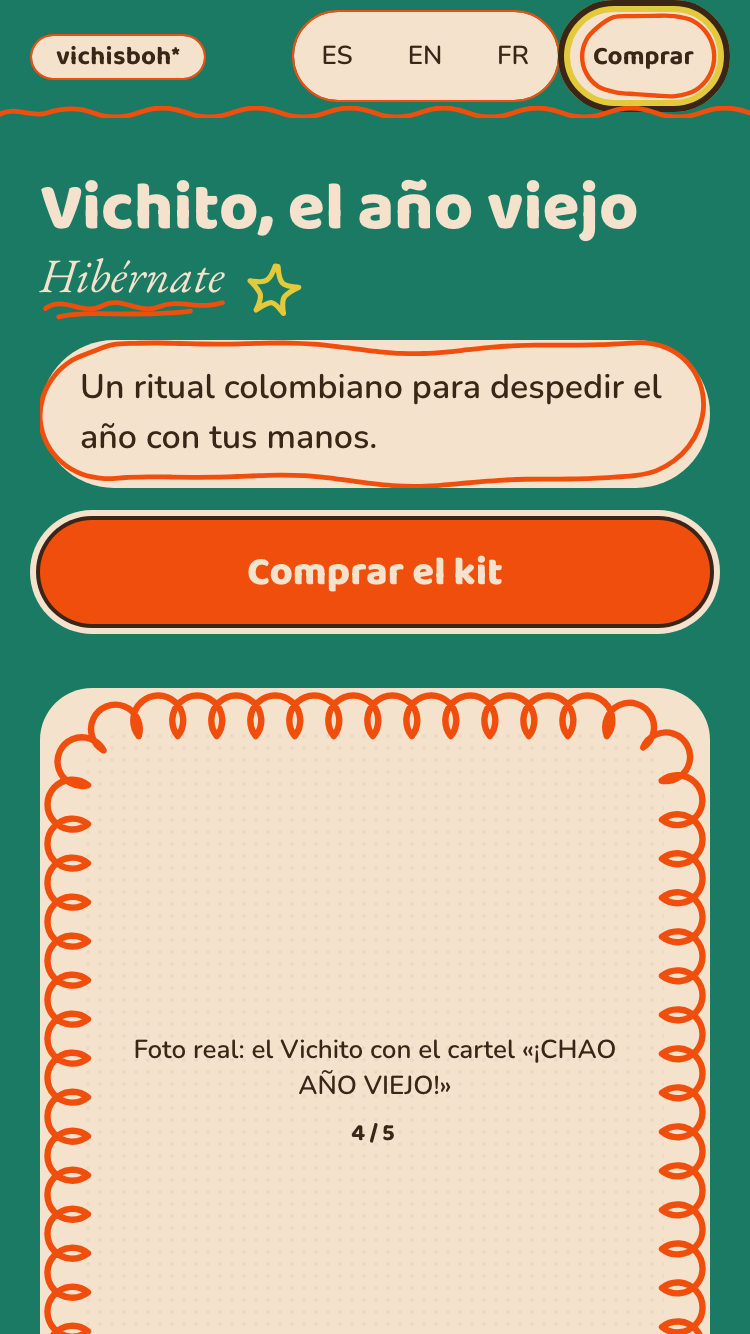 vichisboh*
ES EN FR
Comprar
Vichito, el año viejo
Hibérnate
Un ritual colombiano para despedir el
año con tus manos.
Comprar el kit
Foto real: el Vichito con el cartel «¡CHAO
AÑO VIEJO!»
4 / 5